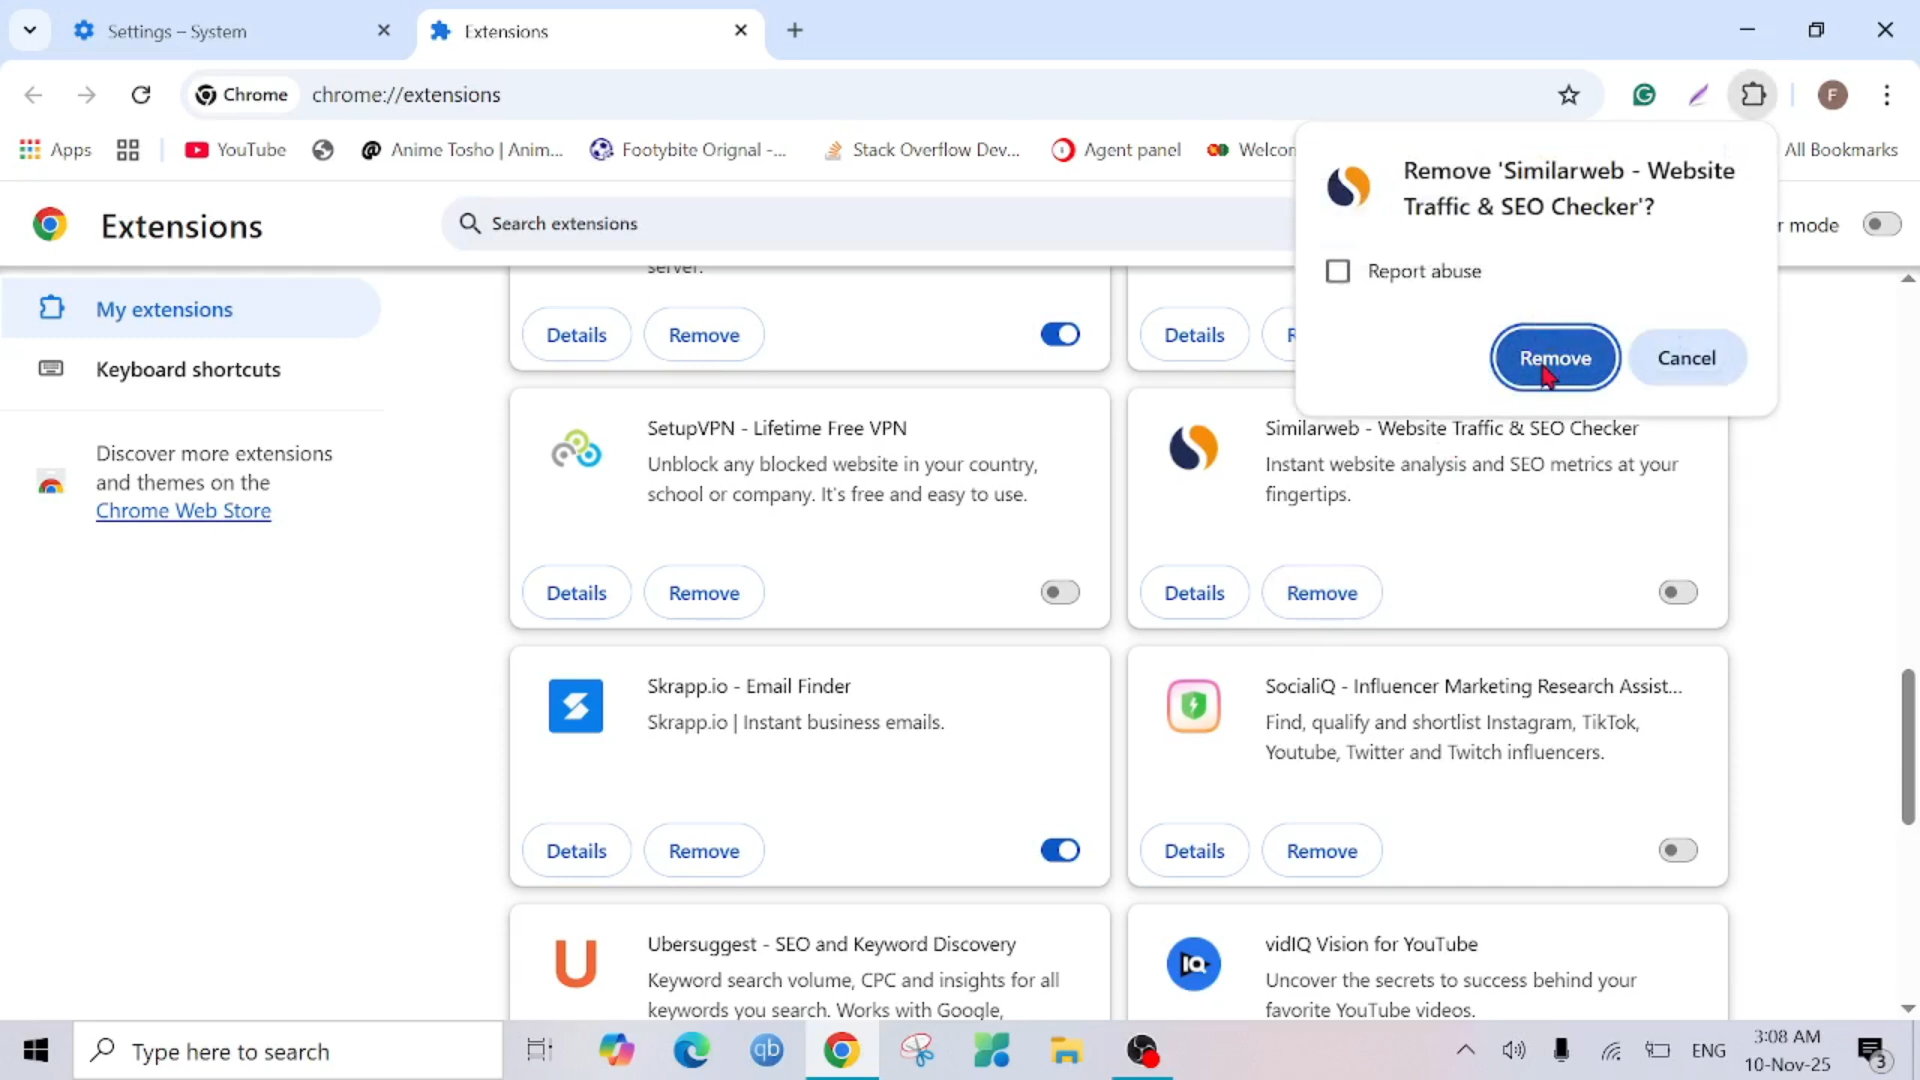 Settings – System
Extensions
Chrome
chrome://extensions
F
Apps
YouTube
Anime Tosho | Anim...
Footybite Orignal -...
Stack Overflow Dev...
Agent panel
All Bookmarks
Extensions
Search extensions
r mode
Remove 'Similarweb - Website
Traffic & SEO Checker'?
Report abuse
Remove
Cancel
My extensions
Keyboard shortcuts
Discover more extensions
and themes on the
Chrome Web Store
server.
Details
Remove
Details
SetupVPN - Lifetime Free VPN
Unblock any blocked website in your country,
school or company. It's free and easy to use.
Details
Remove
Similarweb - Website Traffic & SEO Checker
Instant website analysis and SEO metrics at your
fingertips.
Details
Remove
Skrapp.io - Email Finder
Skrapp.io | Instant business emails.
Details
Remove
SocialiQ - Influencer Marketing Research Assist...
Find, qualify and shortlist Instagram, TikTok,
Youtube, Twitter and Twitch influencers.
Details
Remove
Ubersuggest - SEO and Keyword Discovery
Keyword search volume, CPC and insights for all
keywords you search. Works with Google,
IQ
vidIQ Vision for YouTube
Uncover the secrets to success behind your
favorite YouTube videos.
Type here to search
qb
ENG
3:08 AM
10-Nov-25
3